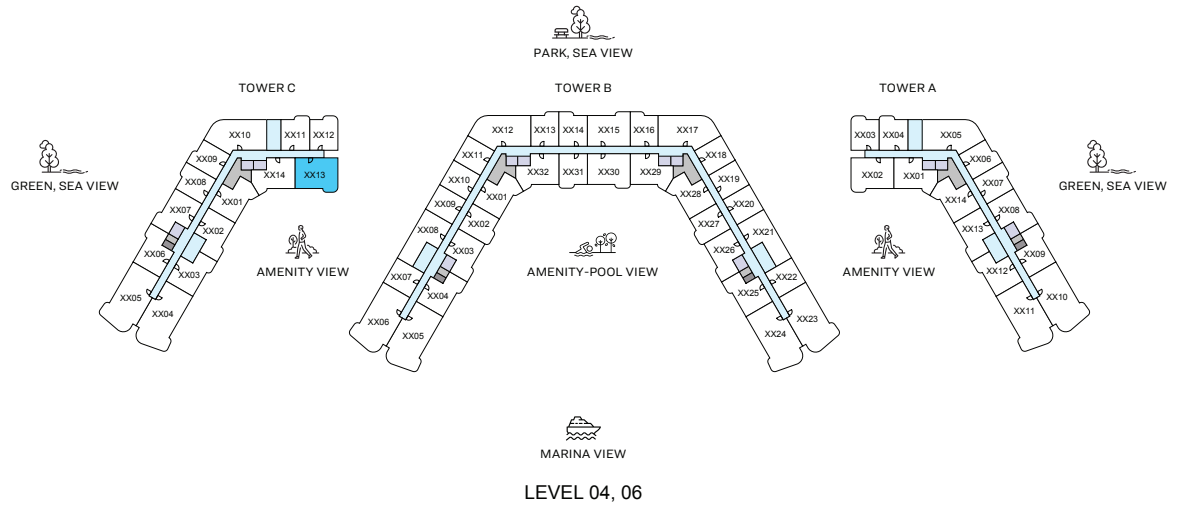 PARK, SEA VIEW
TOWER C
TOWER B
TOWER A
GREEN, SEA VIEW
GREEN, SEA VIEW
XX10
XX11
XX12
XX09
XX08
XX07
XX06
XX05
XX04
XX03
XX02
XX01
XX14
XX13
AMENITY VIEW
XX12
XX13
XX14
XX15
XX16
XX17
XX11
XX10
XX09
XX08
XX07
XX06
XX05
XX04
XX03
XX02
XX01
XX32
XX31
XX30
XX29
XX28
XX27
XX26
XX25
XX24
XX23
XX22
XX21
XX20
XX19
XX18
AMENITY-POOL VIEW
AMENITY VIEW
XX03
XX04
XX05
XX02
XX01
XX14
XX13
XX12
XX11
XX10
XX09
XX08
XX07
XX06
MARINA VIEW
LEVEL 04, 06